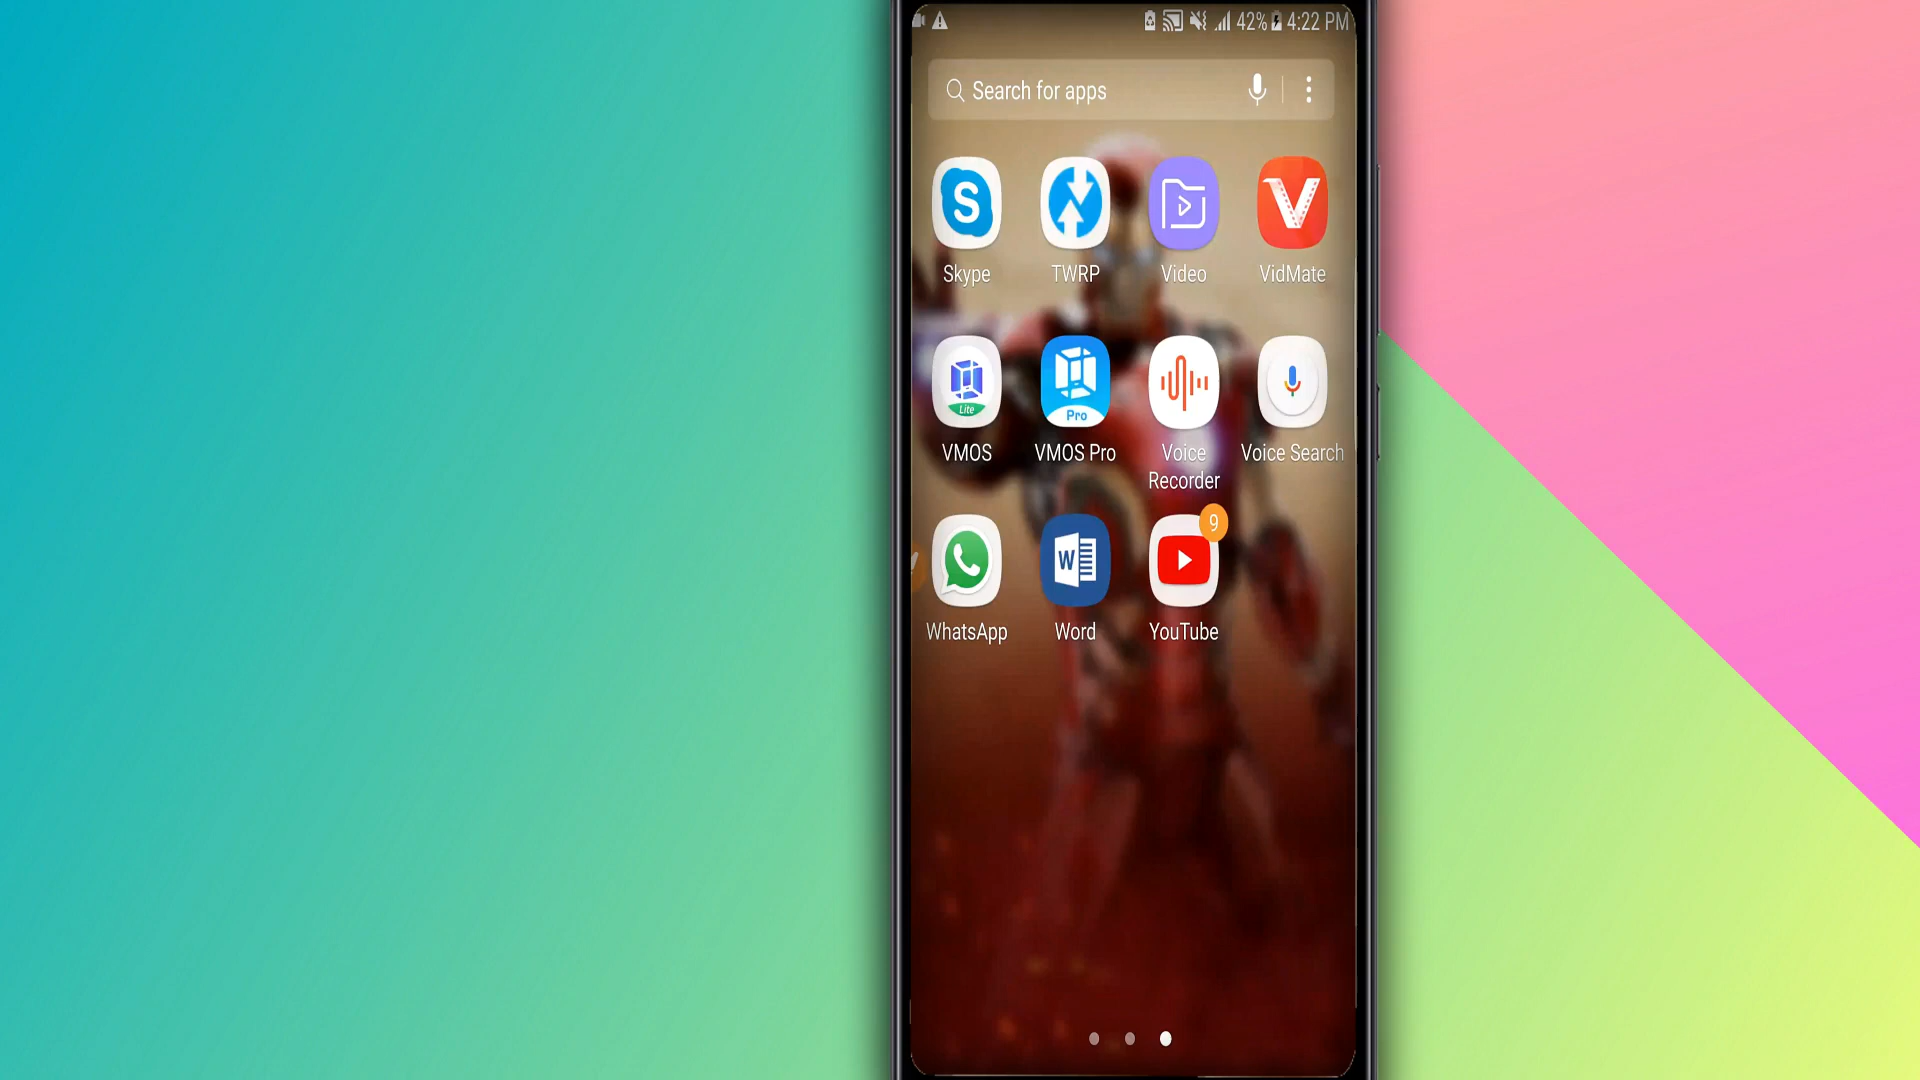 42% 4:22 PM
Search for apps
S
V
Skype TWRP Video VidMate
Lite
Pro
VMOS VMOS Pro Voice Recorder Voice Search
9
W
WhatsApp Word YouTube